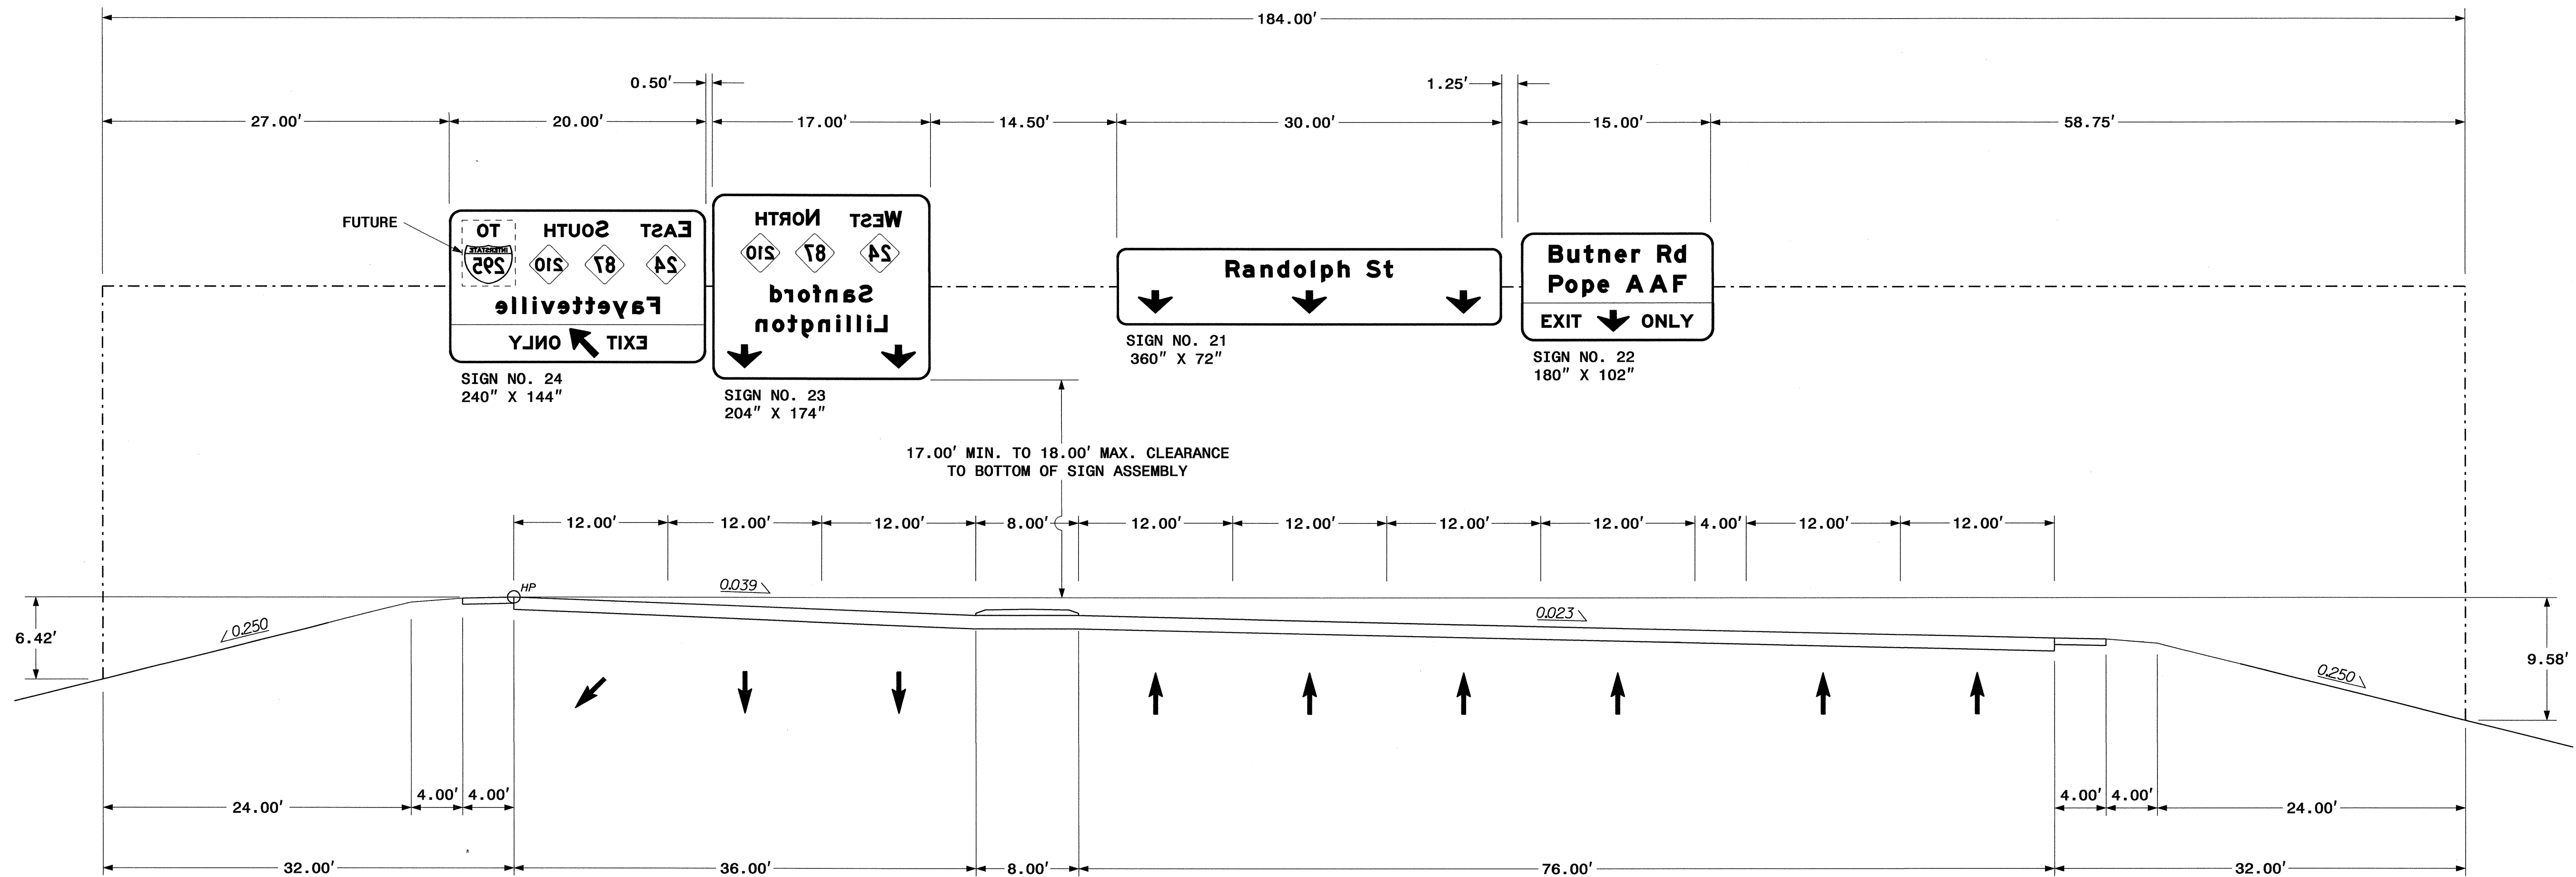 184.00'
0.50'
1.25'
27.00'
20.00'
17.00'
14.50'
30.00'
15.00'
58.75'
FUTURE
TO SOUTH EAST
INTERSTATE
295 210 87 24
Fayetteville
EXIT ONLY
SIGN NO. 24
240" X 144"
NORTH WEST
210 87 24
Sanford
Lillington
SIGN NO. 23
204" X 174"
Randolph St
SIGN NO. 21
360" X 72"
Butner Rd
Pope AAF
EXIT ONLY
SIGN NO. 22
180" X 102"
17.00' MIN. TO 18.00' MAX. CLEARANCE
TO BOTTOM OF SIGN ASSEMBLY
12.00'
12.00'
12.00'
8.00'
12.00'
12.00'
12.00'
12.00'
4.00'
12.00'
12.00'
HP
0.039
0.023
0.250
0.250
6.42'
9.58'
24.00'
4.00'
4.00'
4.00'
4.00'
24.00'
32.00'
36.00'
8.00'
76.00'
32.00'